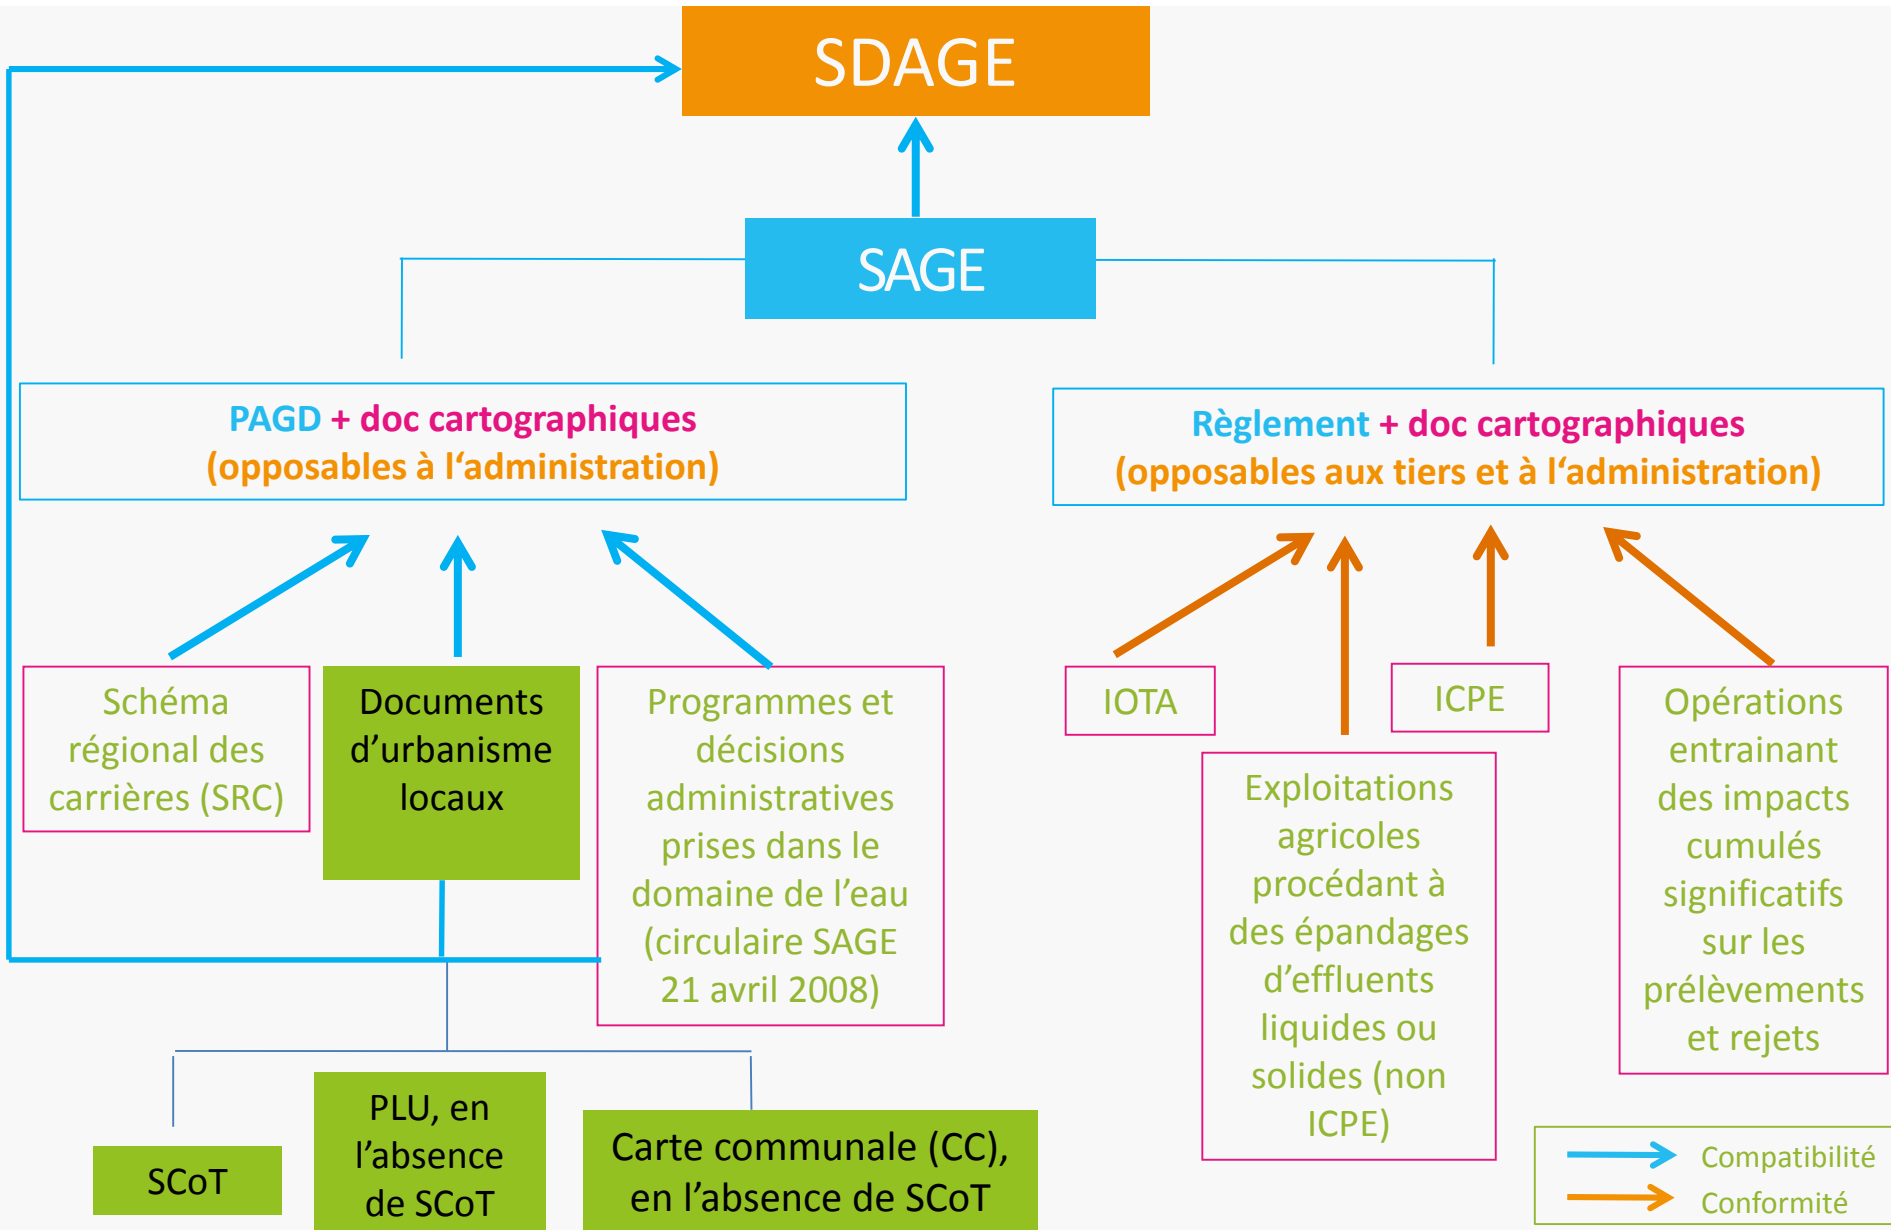 SDAGE
SAGE
PAGD + doc cartographiques
(opposables à l‘administration)
Règlement + doc cartographiques
(opposables aux tiers et à l‘administration)
Schéma
régional des
carrières (SRC)
Documents
d’urbanisme
locaux
Programmes et
décisions
administratives
prises dans le
domaine de l’eau
(circulaire SAGE
21 avril 2008)
IOTA
Exploitations
agricoles
procédant à
des épandages
d’effluents
liquides ou
solides (non
ICPE)
ICPE
Opérations
entrainant
des impacts
cumulés
significatifs
sur les
prélèvements
et rejets
SCoT
PLU, en
l’absence
de SCoT
Carte communale (CC),
en l’absence de SCoT
Compatibilité
Conformité